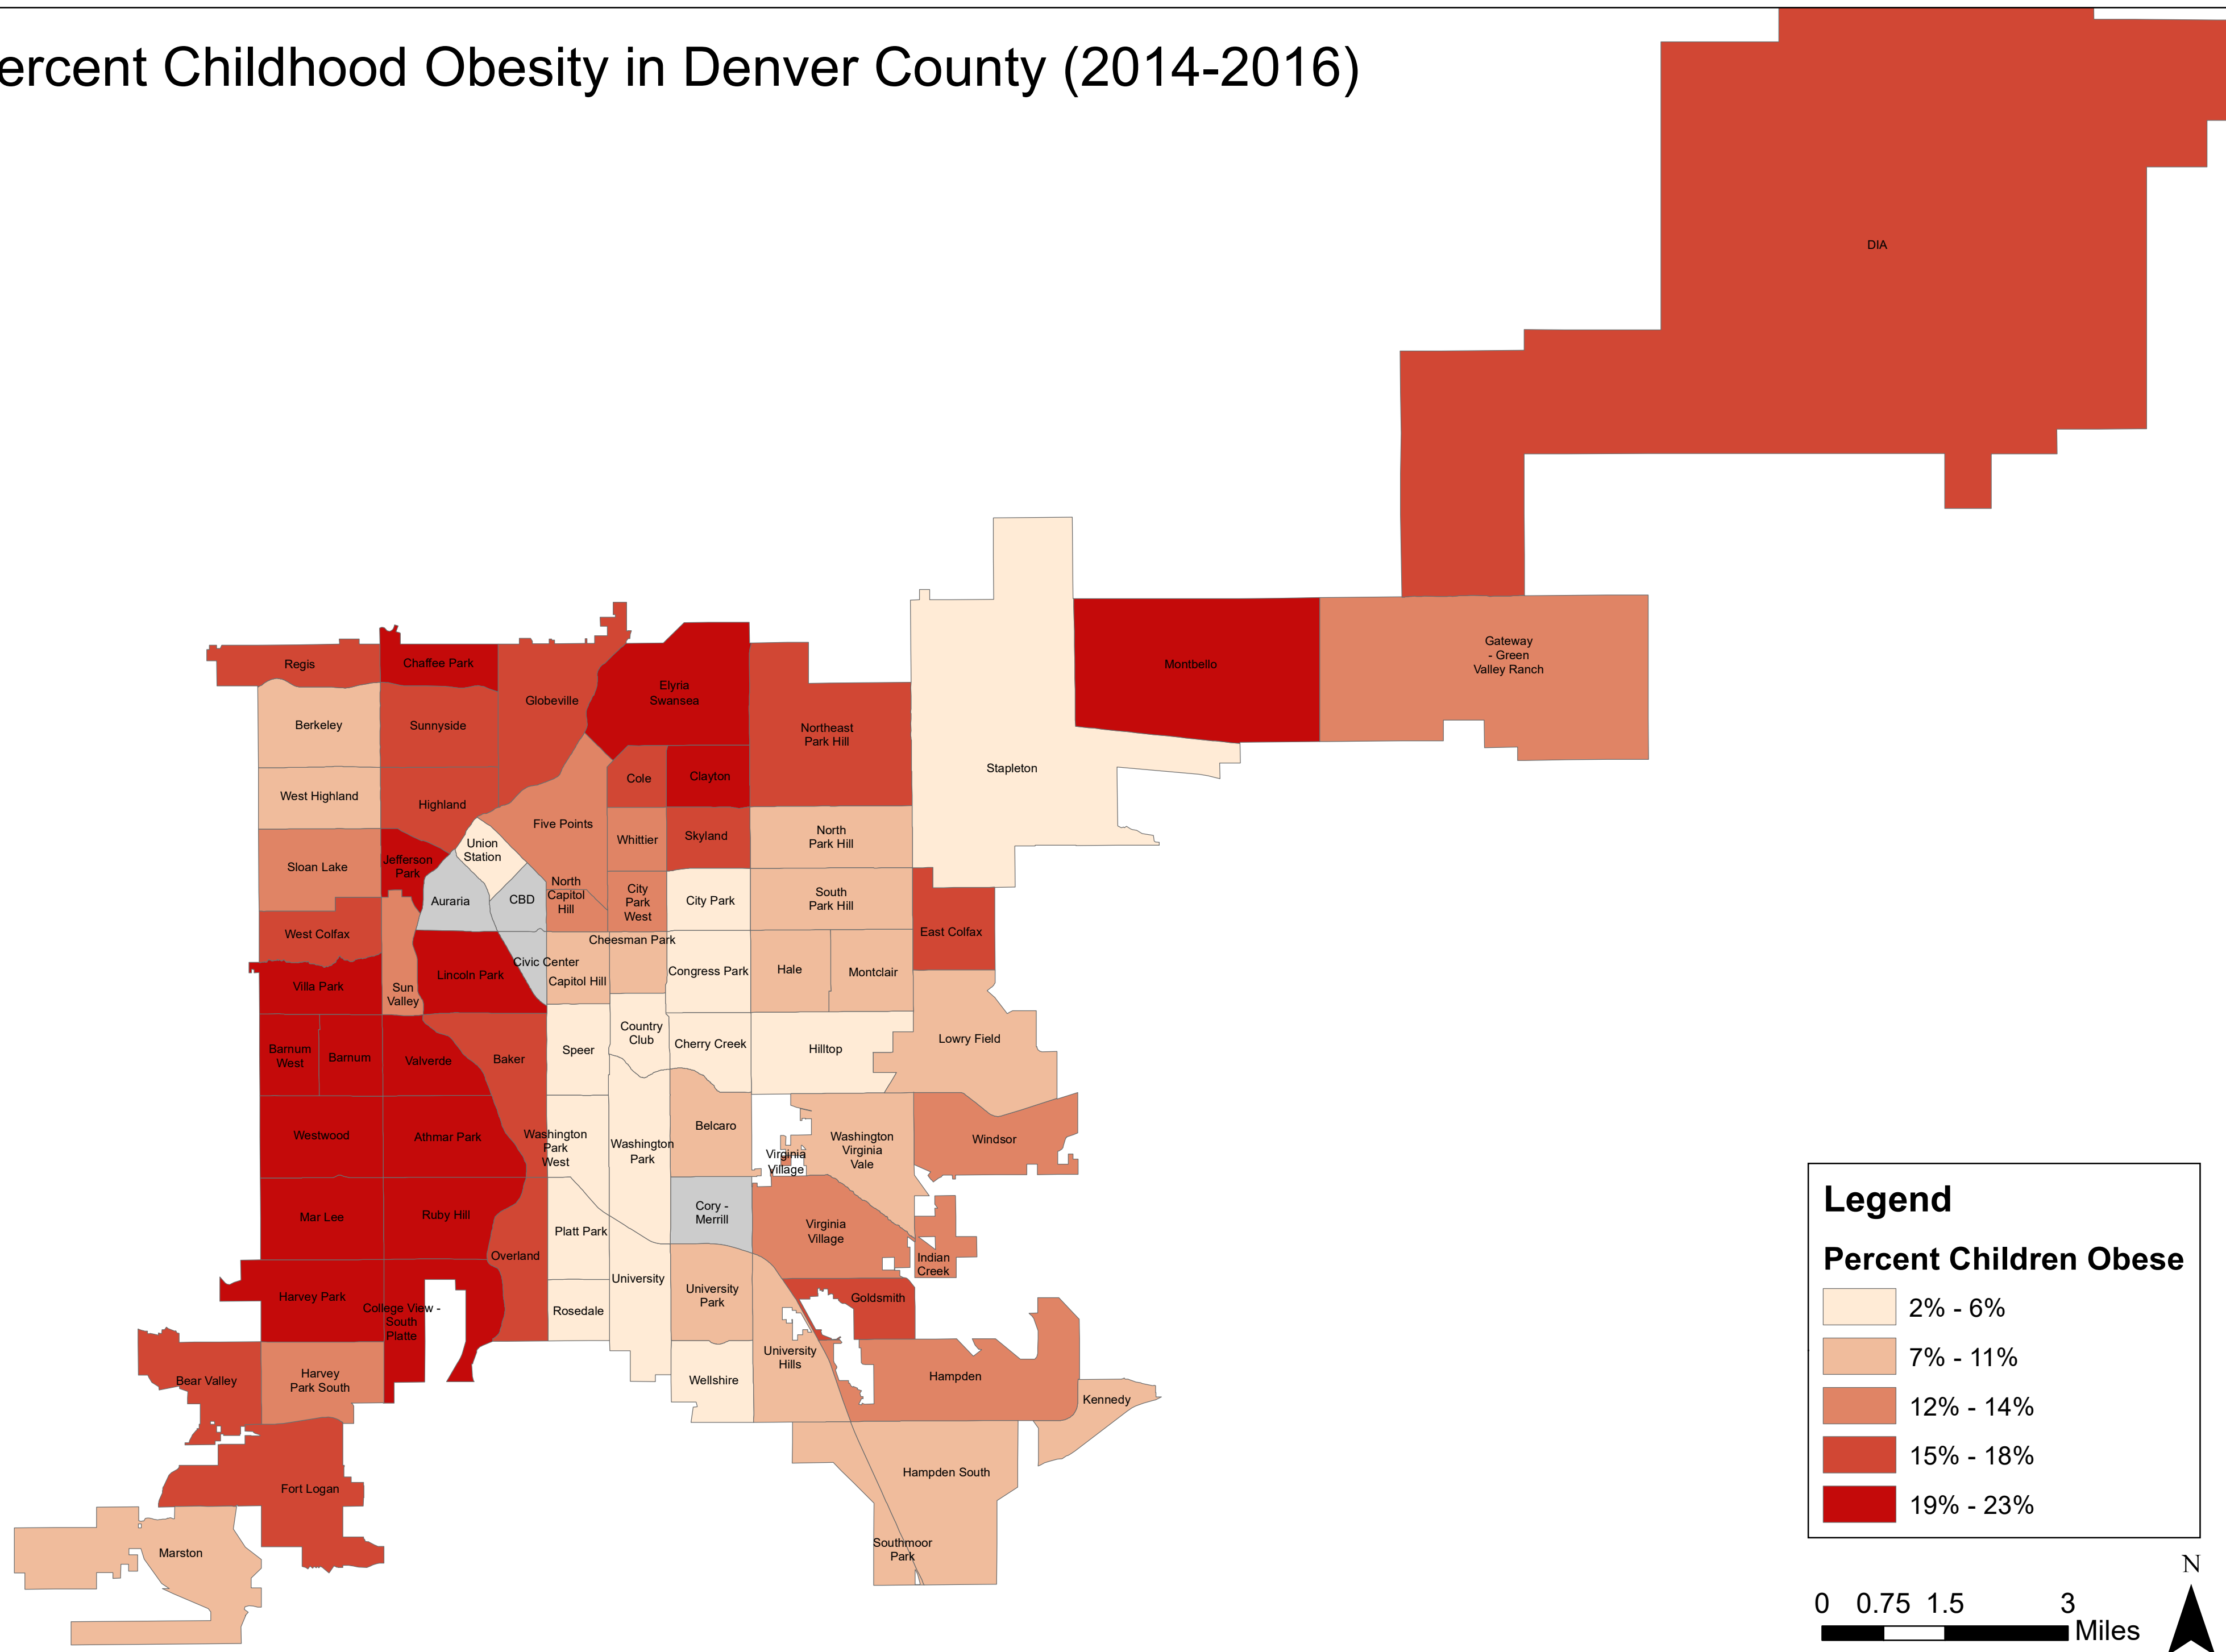 ercent Childhood Obesity in Denver County (2014-2016)
DIA
Gateway
- Green
Valley Ranch
Montbello
Stapleton
Regis
Chaffee Park
Globeville
Elyria
Swansea
Northeast
Park Hill
Berkeley
Sunnyside
Cole
Clayton
West Highland
Highland
Five Points
Whittier
Skyland
North
Park Hill
Union
Station
Sloan Lake
Jefferson
Park
Auraria
CBD
North
Capitol
Hill
City
Park
West
City Park
South
Park Hill
West Colfax
East Colfax
Cheesman Park
Civic Center
Villa Park
Sun
Valley
Lincoln Park
Capitol Hill
Congress Park
Hale
Montclair
Barnum
West
Barnum
Valverde
Baker
Speer
Country
Club
Cherry Creek
Hilltop
Lowry Field
Westwood
Athmar Park
Washington
Park
West
Washington
Park
Belcaro
Virginia
Village
Washington
Virginia
Vale
Windsor
Mar Lee
Ruby Hill
Overland
Platt Park
Cory -
Merrill
Virginia
Village
Indian
Creek
Harvey Park
College View -
South
Platte
Rosedale
University
University
Park
Goldsmith
University
Hills
Bear Valley
Harvey
Park South
Wellshire
Hampden
Kennedy
Fort Logan
Hampden South
Marston
Southmoor
Park
Legend
Percent Children Obese
2% - 6%
7% - 11%
12% - 14%
15% - 18%
19% - 23%
N
0 0.75 1.5 3
Miles